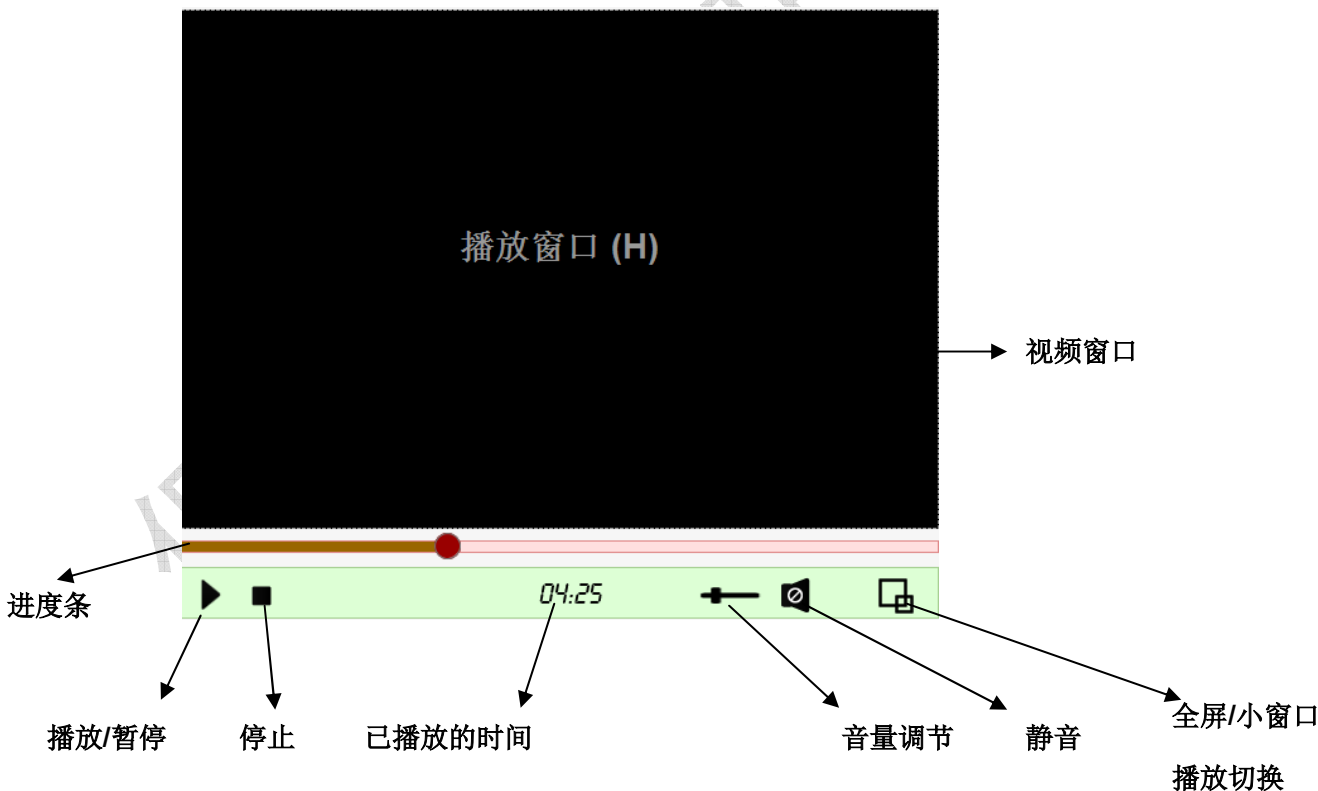 播放窗口 (H)
视频窗口
进度条
04:25
播放/暂停
停止
已播放的时间
音量调节
静音
全屏/小窗口
播放切换